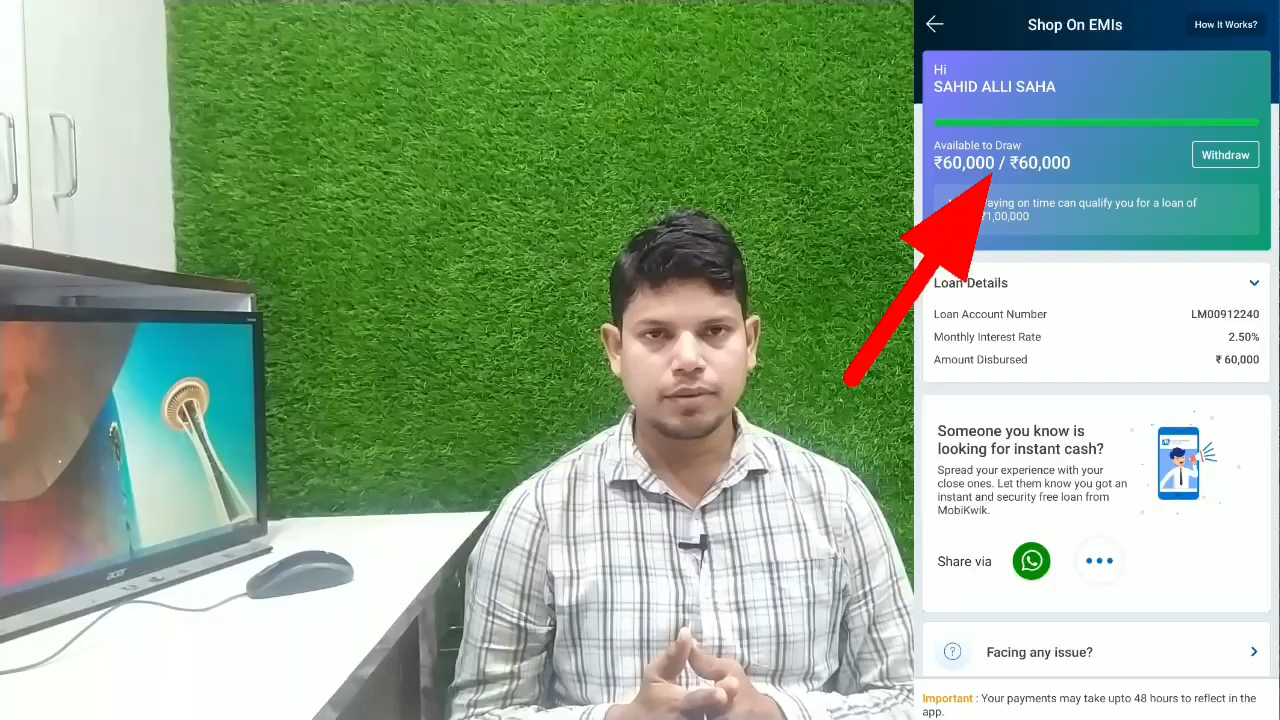 Shop On EMIs
How It Works?
Hi
SAHID ALLI SAHA
Available to Draw
₹60,000 / ₹60,000
Withdraw
aying on time can qualify you for a loan of
₹1,00,000
Loan Details
Loan Account Number LM00912240
Monthly Interest Rate 2.50%
Amount Disbursed ₹ 60,000
Someone you know is
looking for instant cash?
Spread your experience with your
close ones. Let them know you got an
instant and security free loan from
MobiKwik.
Share via
Facing any issue?
Important : Your payments may take upto 48 hours to reflect in the
app.
acer